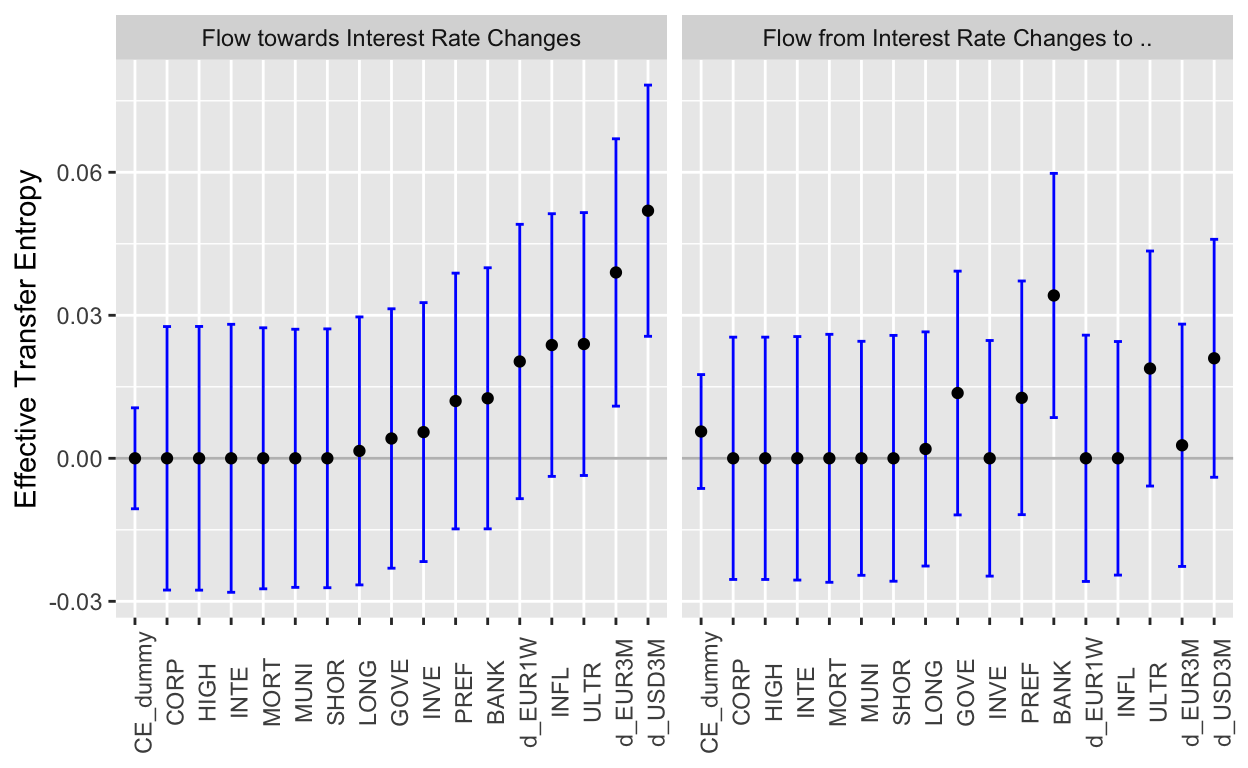 Flow towards Interest Rate Changes
Flow from Interest Rate Changes to ..
Effective Transfer Entropy
0.06
0.03
0.00
-0.03
CE_dummy
CORP
HIGH
INTE
MORT
MUNI
SHOR
LONG
GOVE
INVE
PREF
BANK
d_EUR1W
INFL
ULTR
d_EUR3M
d_USD3M
CE_dummy
CORP
HIGH
INTE
MORT
MUNI
SHOR
LONG
GOVE
INVE
PREF
BANK
d_EUR1W
INFL
ULTR
d_EUR3M
d_USD3M